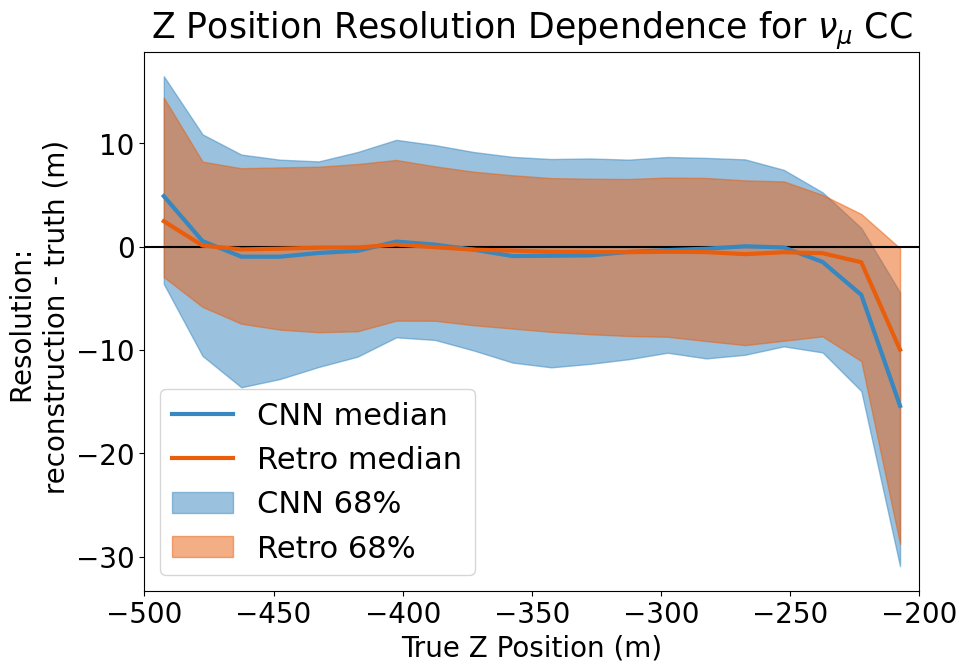 Z Position Resolution Dependence for νμ CC
Resolution:
reconstruction - truth (m)
10
0
−10
−20
−30
CNN median
Retro median
CNN 68%
Retro 68%
−500
−450
−400
−350
−300
−250
−200
True Z Position (m)